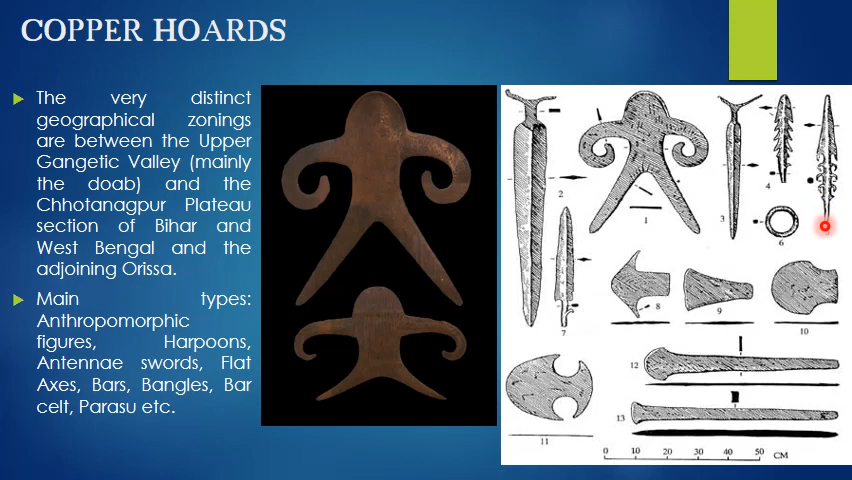 COPPER HOARDS
The very distinct
geographical zonings
are between the Upper
Gangetic Valley (mainly
the doab) and the
Chhotanagpur Plateau
section of Bihar and
West Bengal and the
adjoining Orissa.
Main types:
Anthropomorphic
figures, Harpoons,
Antennae swords, Flat
Axes, Bars, Bangles, Bar
celt, Parasu etc.
2
1
3
4
6
7
8
9
10
11
12
13
0 10 20 30 40 50 CM